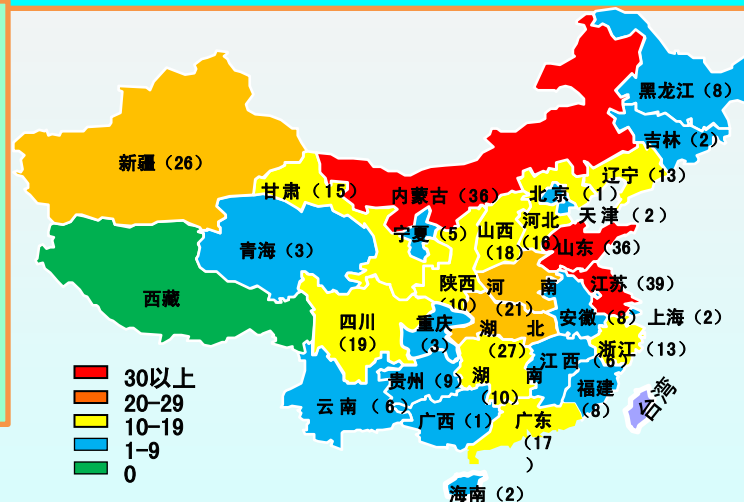 黑龙江（8）
吉林（2）
新疆（26）
辽宁（13）
甘肃（15）
内蒙古（36）
北京（1）
天津（2）
河北
（16）
宁夏（5）
山西
（18）
山东（36）
青海（3）
陕西
（10）
河 南
（21）
江苏（39）
西藏
四川
（19）
重庆
（3）
湖 北
（27）
安徽（8）
上海（2）
浙江（13）
江西（6）
贵州（9）
湖 南
（10）
福建
（8）
台湾
云南（6）
广西（1）
广东
（17
）
海南（2）
30以上
20-29
10-19
1-9
0